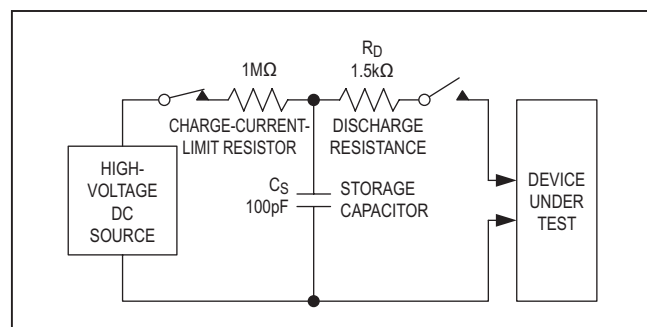 R_D
1MΩ
1.5kΩ
CHARGE-CURRENT-
LIMIT RESISTOR
DISCHARGE
RESISTANCE
HIGH-
VOLTAGE
DC
SOURCE
C_S
100pF
STORAGE
CAPACITOR
DEVICE
UNDER
TEST